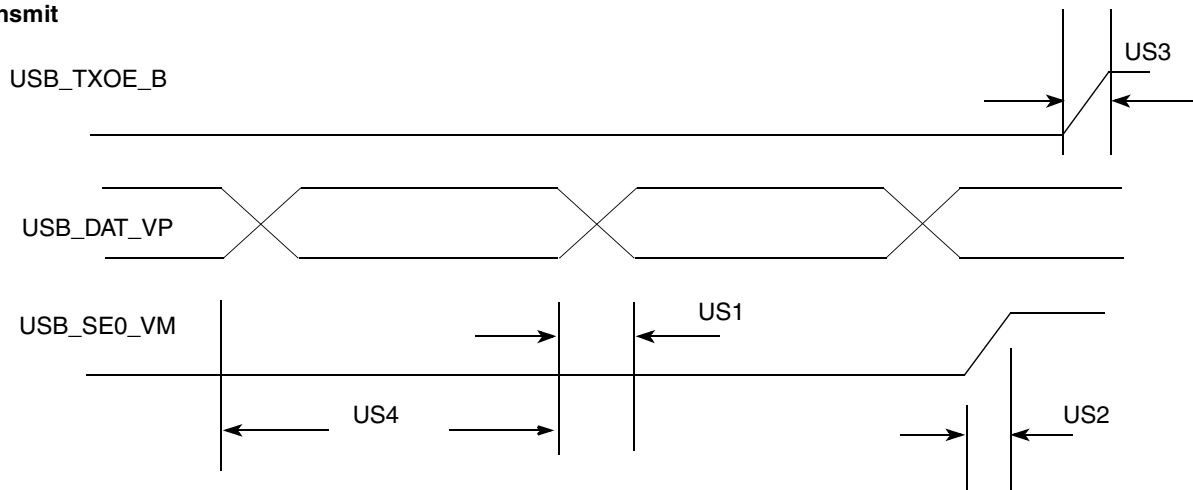 nsmit
US3
USB_TXOE_B
USB_DAT_VP
US1
USB_SE0_VM
US4
US2